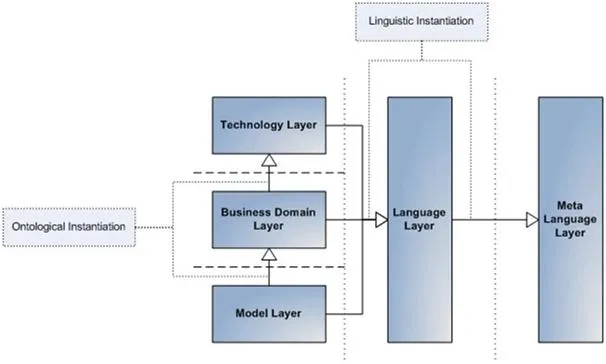 Linguistic Instantiation
Technology Layer
Ontological Instantiation
Business Domain
Layer
Language
Layer
Meta
Language
Layer
Model Layer